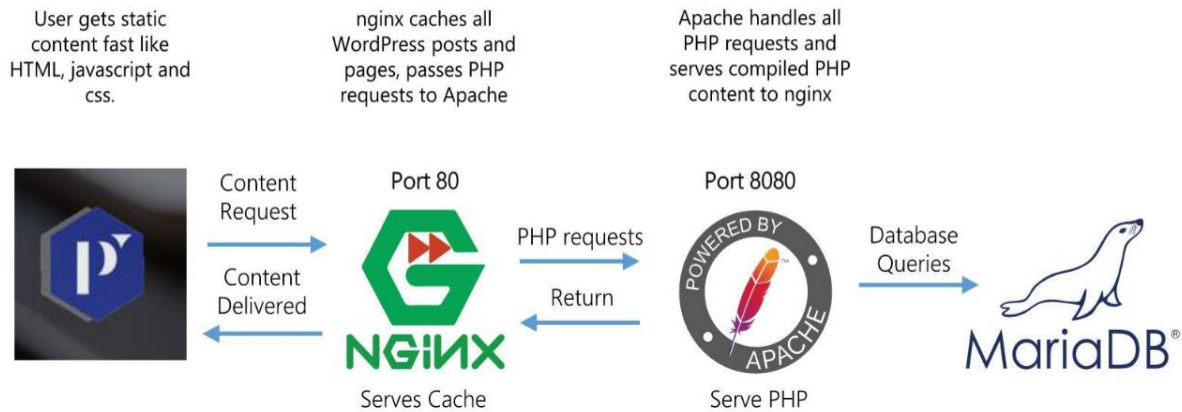 User gets static
content fast like
HTML, javascript and
css.
nginx caches all
WordPress posts and
pages, passes PHP
requests to Apache
Apache handles all
PHP requests and
serves compiled PHP
content to nginx
Content
Request
Content
Delivered
P
Port 80
NGiNX
Serves Cache
PHP requests
Return
Port 8080
POWERED BY
APACHE
TM
Serve PHP
Database
Queries
MariaDB®